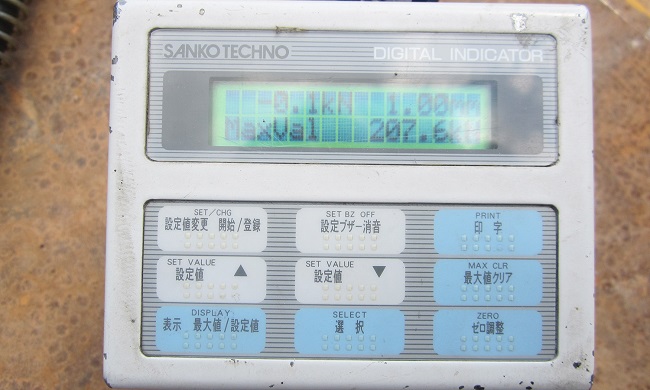 SANKO TECHNO
DIGITAL INDICATOR
-0.1kN 1.00mm
MaxVal 207.6k
SET/CHG
設定値変更 開始/登録
SET BZ OFF
設定ブザー消音
PRINT
印字
SET VALUE
設定値 ▲
SET VALUE
設定値 ▼
MAX CLR
最大値クリア
DISPLAY
表示 最大値/設定値
SELECT
選択
ZERO
ゼロ調整